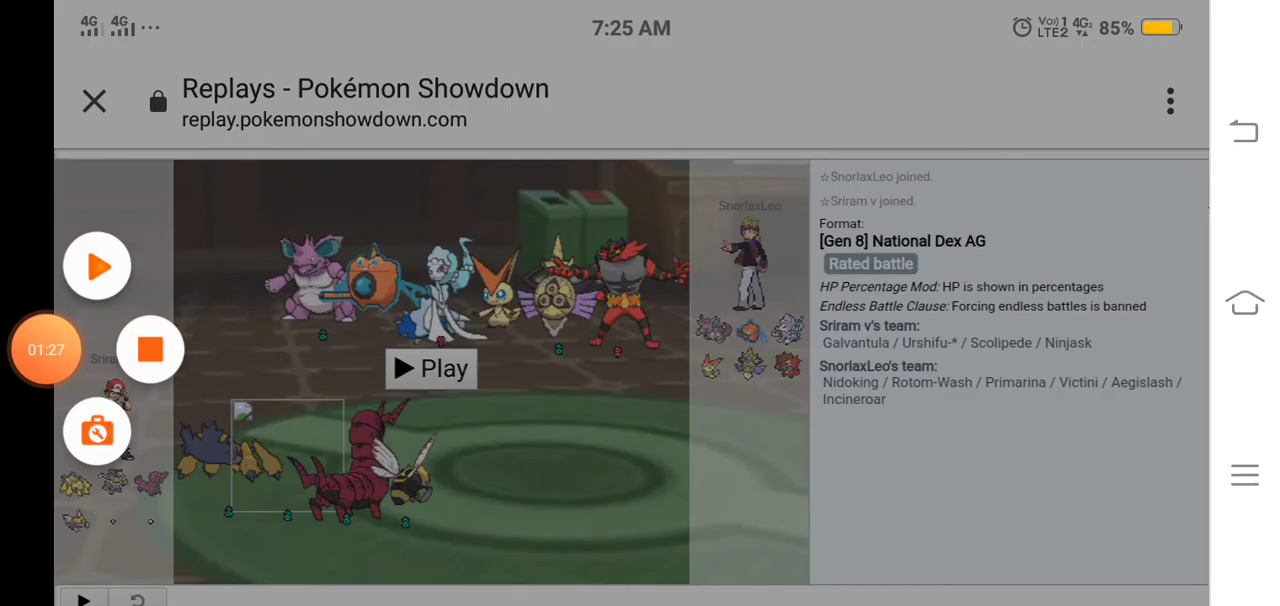 4G 4G ... 7:25 AM Vo)) 1 LTE2 4G2 85%
Replays - Pokémon Showdown
replay.pokemonshowdown.com
SnorlaxLeo
Play
☆SnorlaxLeo joined.
☆Sriram v joined.
Format:
[Gen 8] National Dex AG
Rated battle
HP Percentage Mod: HP is shown in percentages
Endless Battle Clause: Forcing endless battles is banned
Sriram v's team:
Galvantula / Urshifu-* / Scolipede / Ninjask
SnorlaxLeo's team:
Nidoking / Rotom-Wash / Primarina / Victini / Aegislash /
Incineroar
01:27